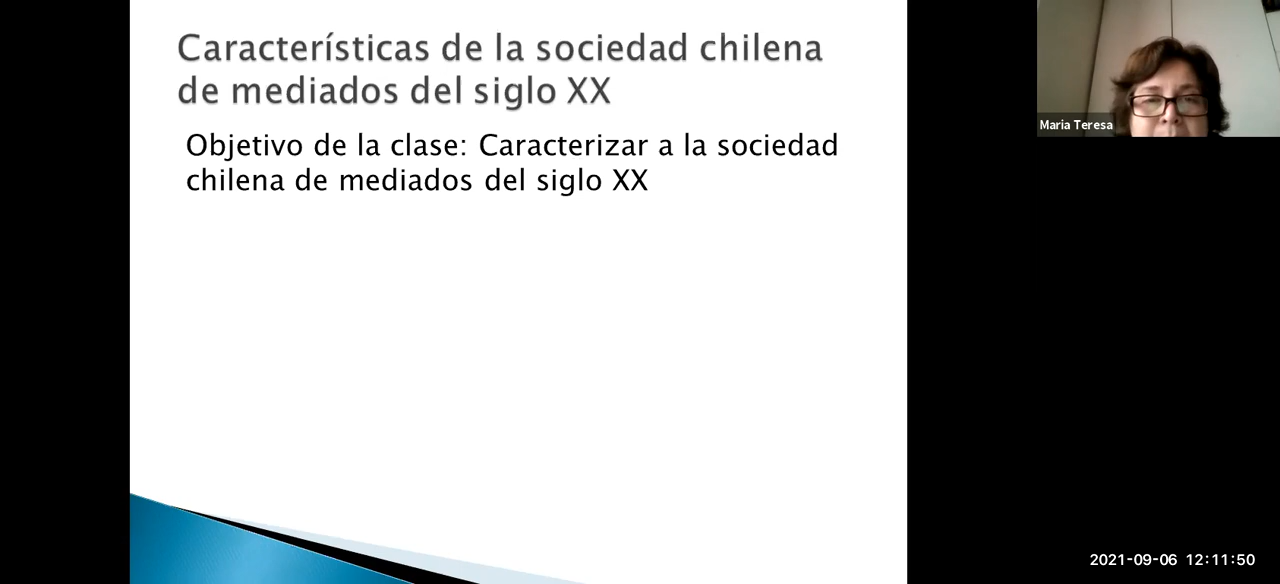 Características de la sociedad chilena
de mediados del siglo XX
Objetivo de la clase: Caracterizar a la sociedad
chilena de mediados del siglo XX
Maria Teresa
2021-09-06 12:11:50